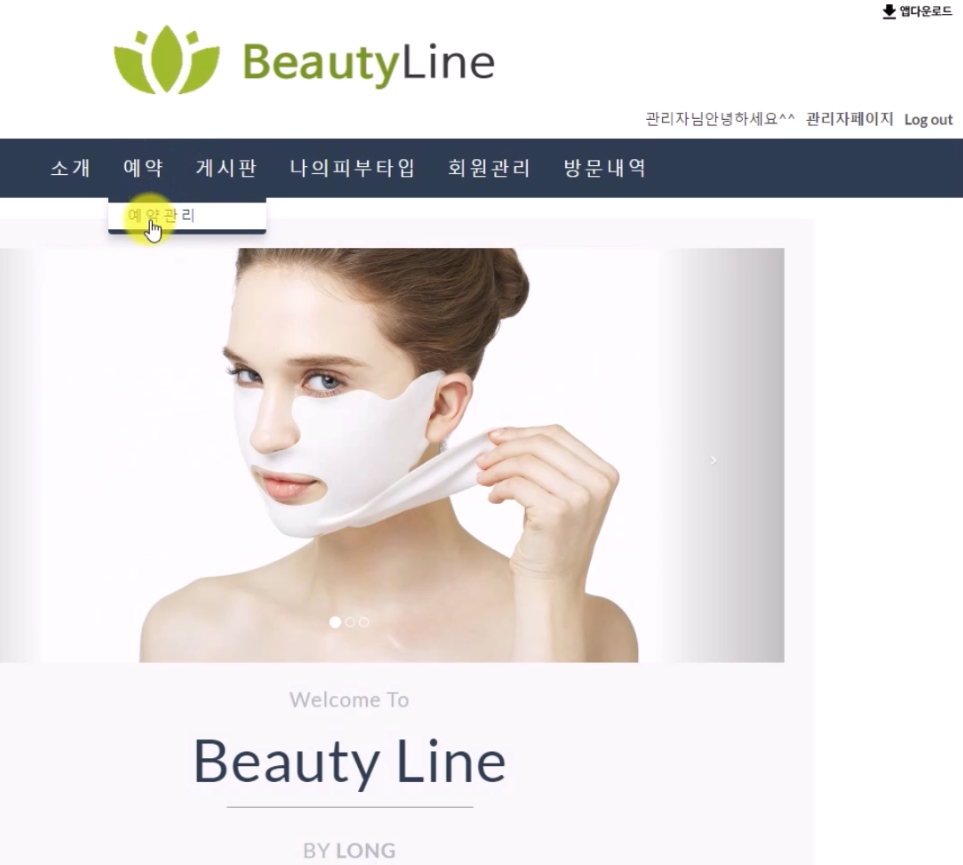 앱다운로드
BeautyLine
관리자님안녕하세요^^ 관리자페이지 Log out
소개 예약 게시판 나의피부타입 회원관리 방문내역
예약관리
Welcome To
Beauty Line
BY LONG